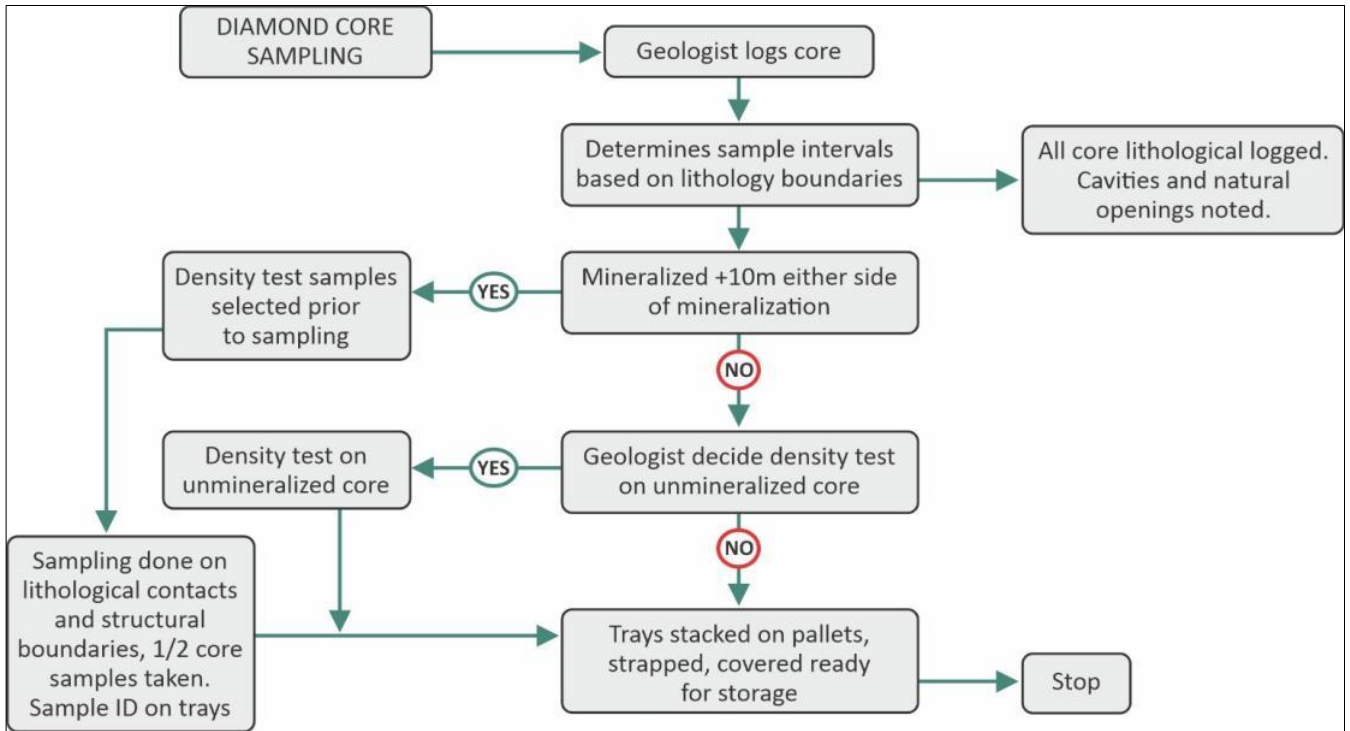 DIAMOND CORE
SAMPLING
Geologist logs core
Determines sample intervals
based on lithology boundaries
All core lithological logged.
Cavities and natural
openings noted.
Mineralized +10m either side
of mineralization
YES
Density test samples
selected prior
to sampling
NO
Geologist decide density test
on unmineralized core
YES
Density test on
unmineralized core
NO
Sampling done on
lithological contacts
and structural
boundaries, 1/2 core
samples taken.
Sample ID on trays
Trays stacked on pallets,
strapped, covered ready
for storage
Stop